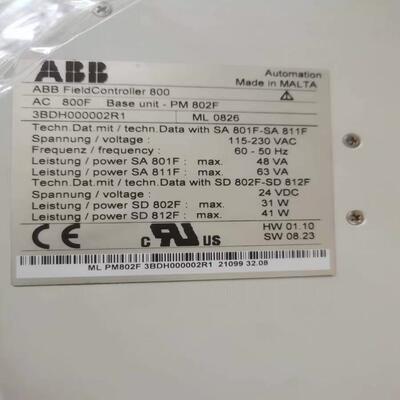 ABB
Automation
Made in MALTA
ABB FieldController 800
AC 800F Base unit - PM 802F
3BDH000002R1 ML 0826
Techn.Dat.mit / techn.Data with SA 801F-SA 811F
Spannung / voltage : 115-230 VAC
Frequenz / frequency : 60 - 50 Hz
Leistung / power SA 801F : max. 48 VA
Leistung / power SA 811F : max. 63 VA
Techn.Dat.mit / techn.Data with SD 802F-SD 812F
Spannung / voltage : 24 VDC
Leistung / power SD 802F : max. 31 W
Leistung / power SD 812F : max. 41 W
CE c RU US
HW 01.10
SW 08.23
ML PM802F 3BDH000002R1 21099 32.08